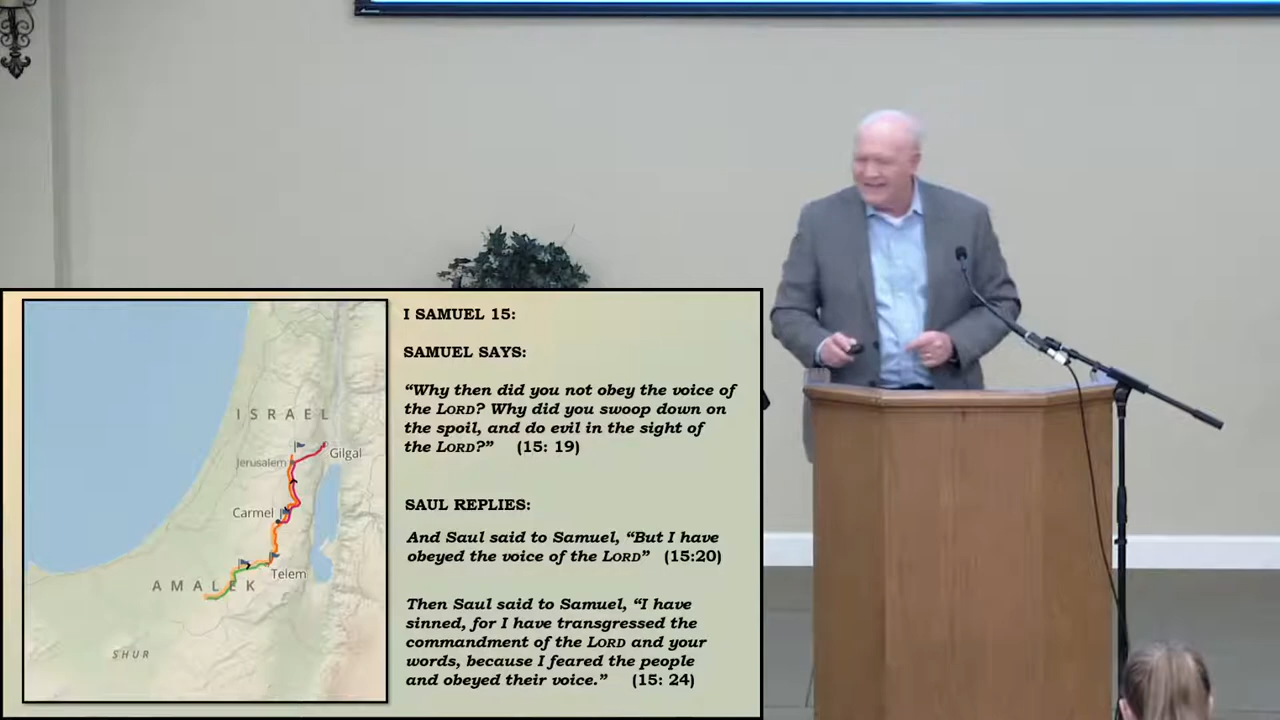 I SAMUEL 15:
SAMUEL SAYS:
“Why then did you not obey the voice of
the LORD? Why did you swoop down on
the spoil, and do evil in the sight of
the LORD?” (15: 19)
SAUL REPLIES:
And Saul said to Samuel, “But I have
obeyed the voice of the LORD” (15:20)
Then Saul said to Samuel, “I have
sinned, for I have transgressed the
commandment of the LORD and your
words, because I feared the people
and obeyed their voice.” (15: 24)
ISRAEL
Gilgal
Jerusalem
Carmel
Telem
AMALEK
SHUR